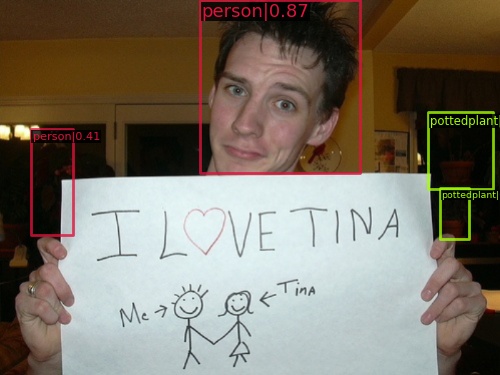 person|0.87
pottedplant|
person|0.41
pottedplant|
I LOVE TINA
Me → ← Tina